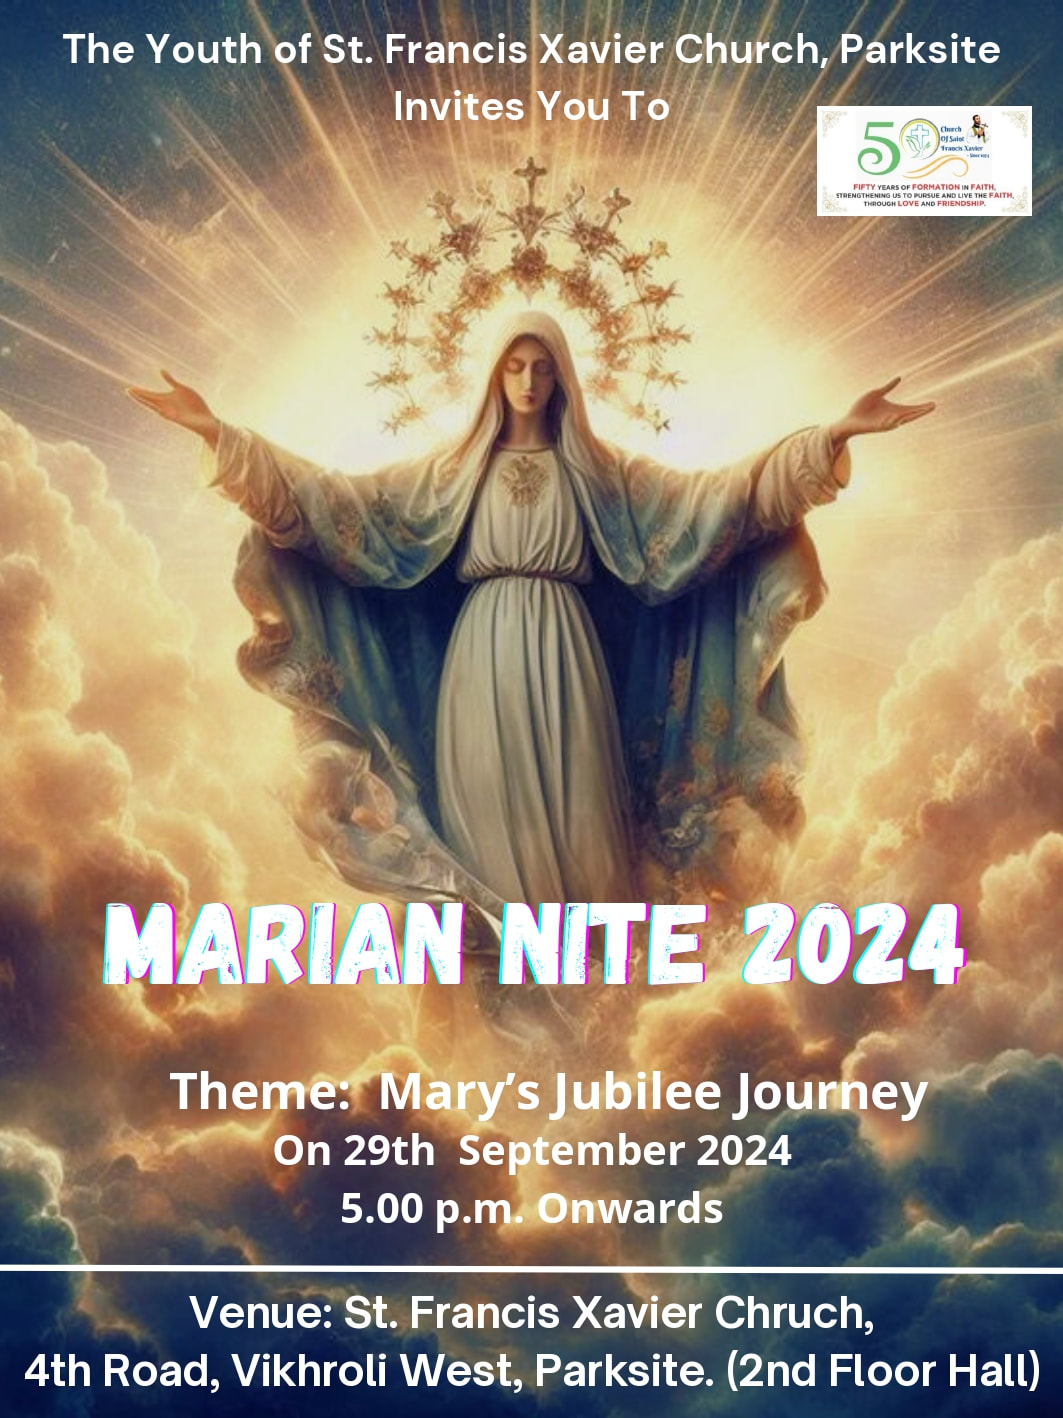 The Youth of St. Francis Xavier Church, Parksite
Invites You To
50
Church
Of Saint
Francis Xavier
- Since 1974
FIFTY YEARS OF FORMATION IN FAITH,
STRENGTHENING US TO PURSUE AND LIVE THE FAITH,
THROUGH LOVE AND FRIENDSHIP.
MARIAN NITE 2024
Theme: Mary's Jubilee Journey
On 29th September 2024
5.00 p.m. Onwards
Venue: St. Francis Xavier Chruch,
4th Road, Vikhroli West, Parksite. (2nd Floor Hall)